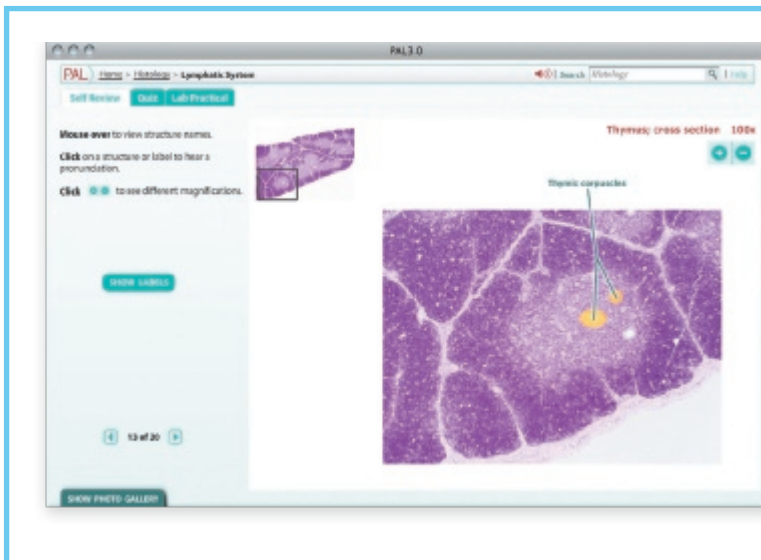 PAL3.0
PAL Home > Histology > Lymphatic System
Search Histology Help
Self Review Quiz Lab Practical
Mouse over to view structure names.
Click on a structure or label to hear a
pronunciation.
Click to see different magnifications.
SHOW LABELS
13 of 20
SHOW PHOTO GALLERY
Thymus; cross section 100x
Thymic corpuscles